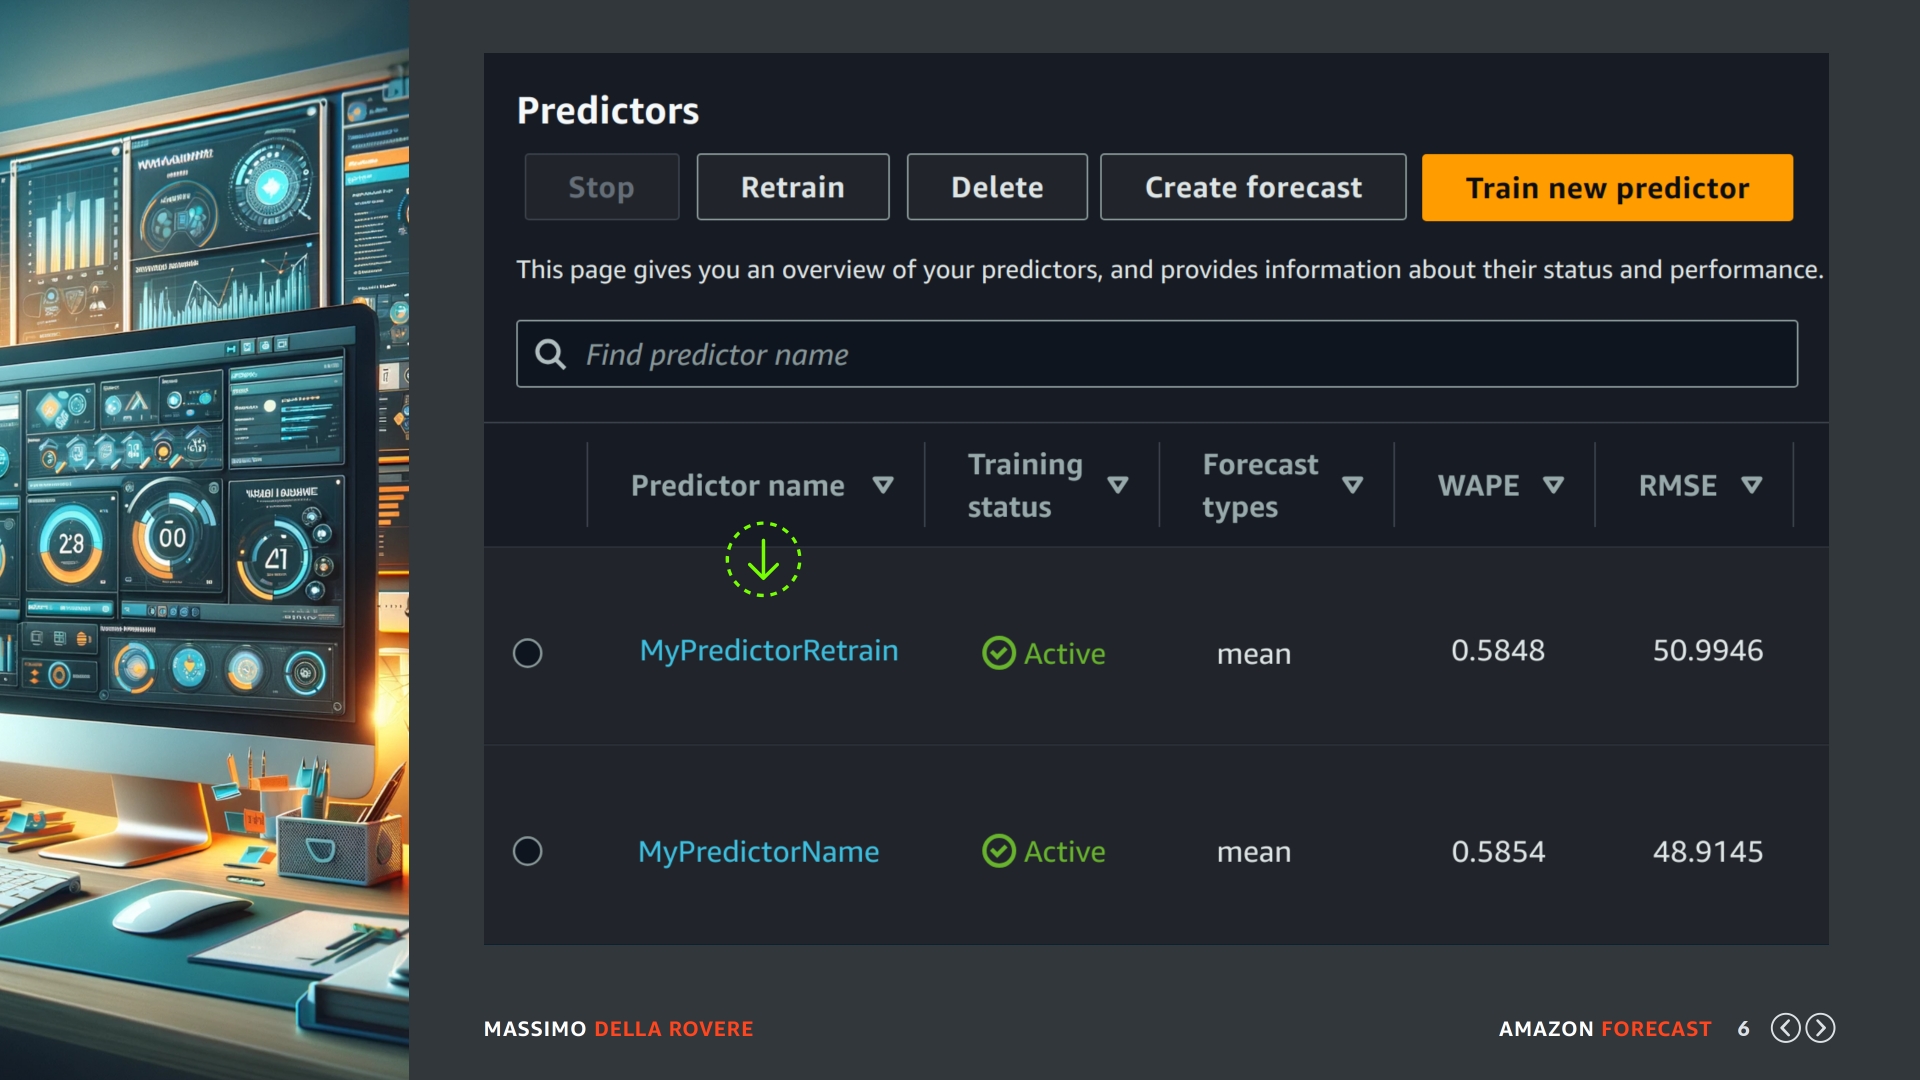 Predictors
Stop Retrain Delete Create forecast Train new predictor
This page gives you an overview of your predictors, and provides information about their status and performance.
Find predictor name
Predictor name Training status Forecast types WAPE RMSE
MyPredictorRetrain Active mean 0.5848 50.9946
MyPredictorName Active mean 0.5854 48.9145
28 00 41
MASSIMO DELLA ROVERE
AMAZON FORECAST 6